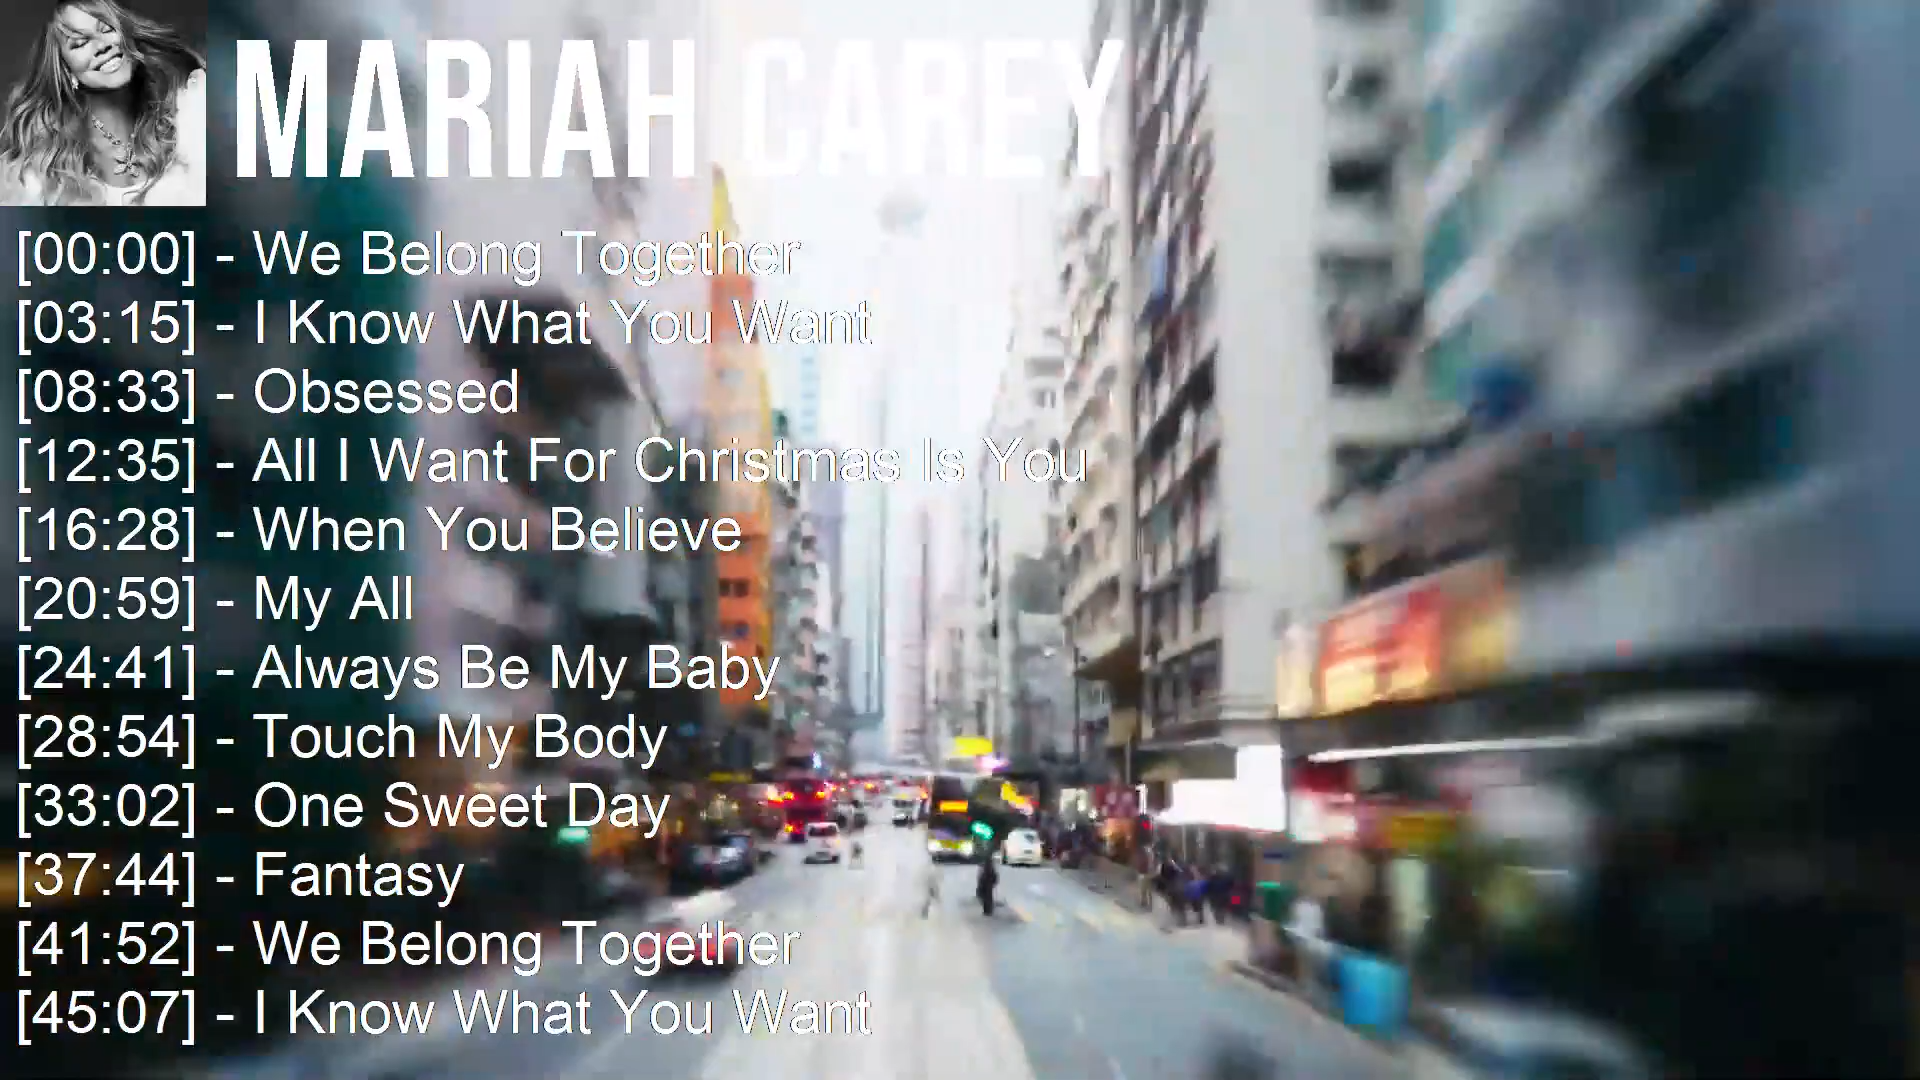 MARIAH CAREY
[00:00] - We Belong Together
[03:15] - I Know What You Want
[08:33] - Obsessed
[12:35] - All I Want For Christmas Is You
[16:28] - When You Believe
[20:59] - My All
[24:41] - Always Be My Baby
[28:54] - Touch My Body
[33:02] - One Sweet Day
[37:44] - Fantasy
[41:52] - We Belong Together
[45:07] - I Know What You Want